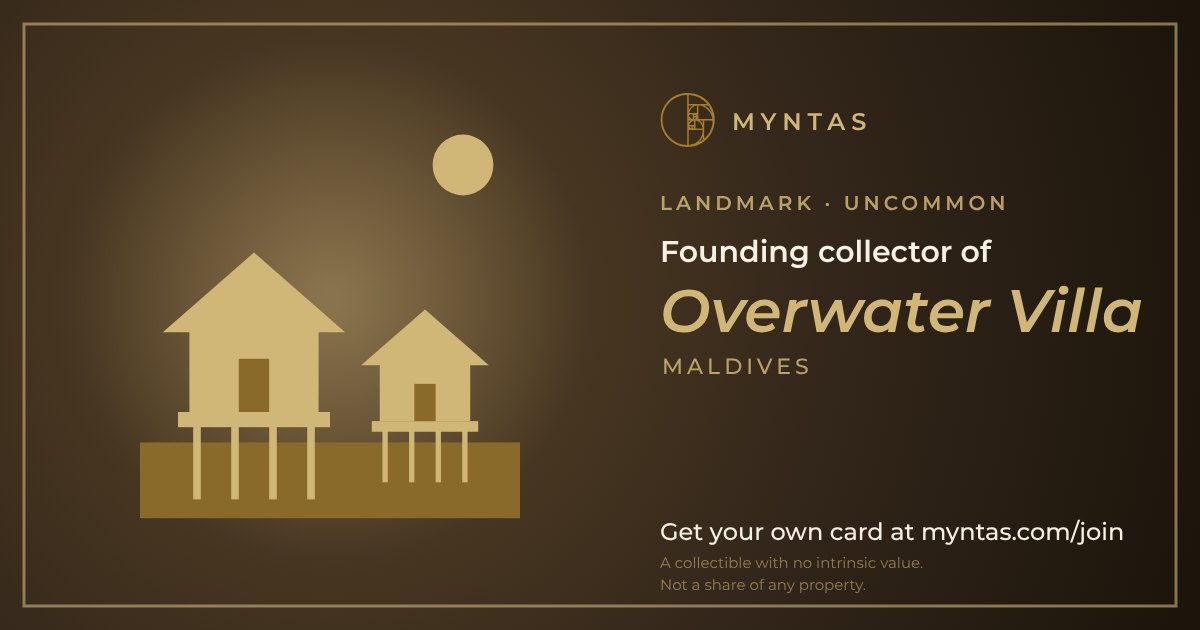 MYNTAS
LANDMARK · UNCOMMON
Founding collector of
Overwater Villa
MALDIVES
Get your own card at myntas.com/join
A collectible with no intrinsic value.
Not a share of any property.